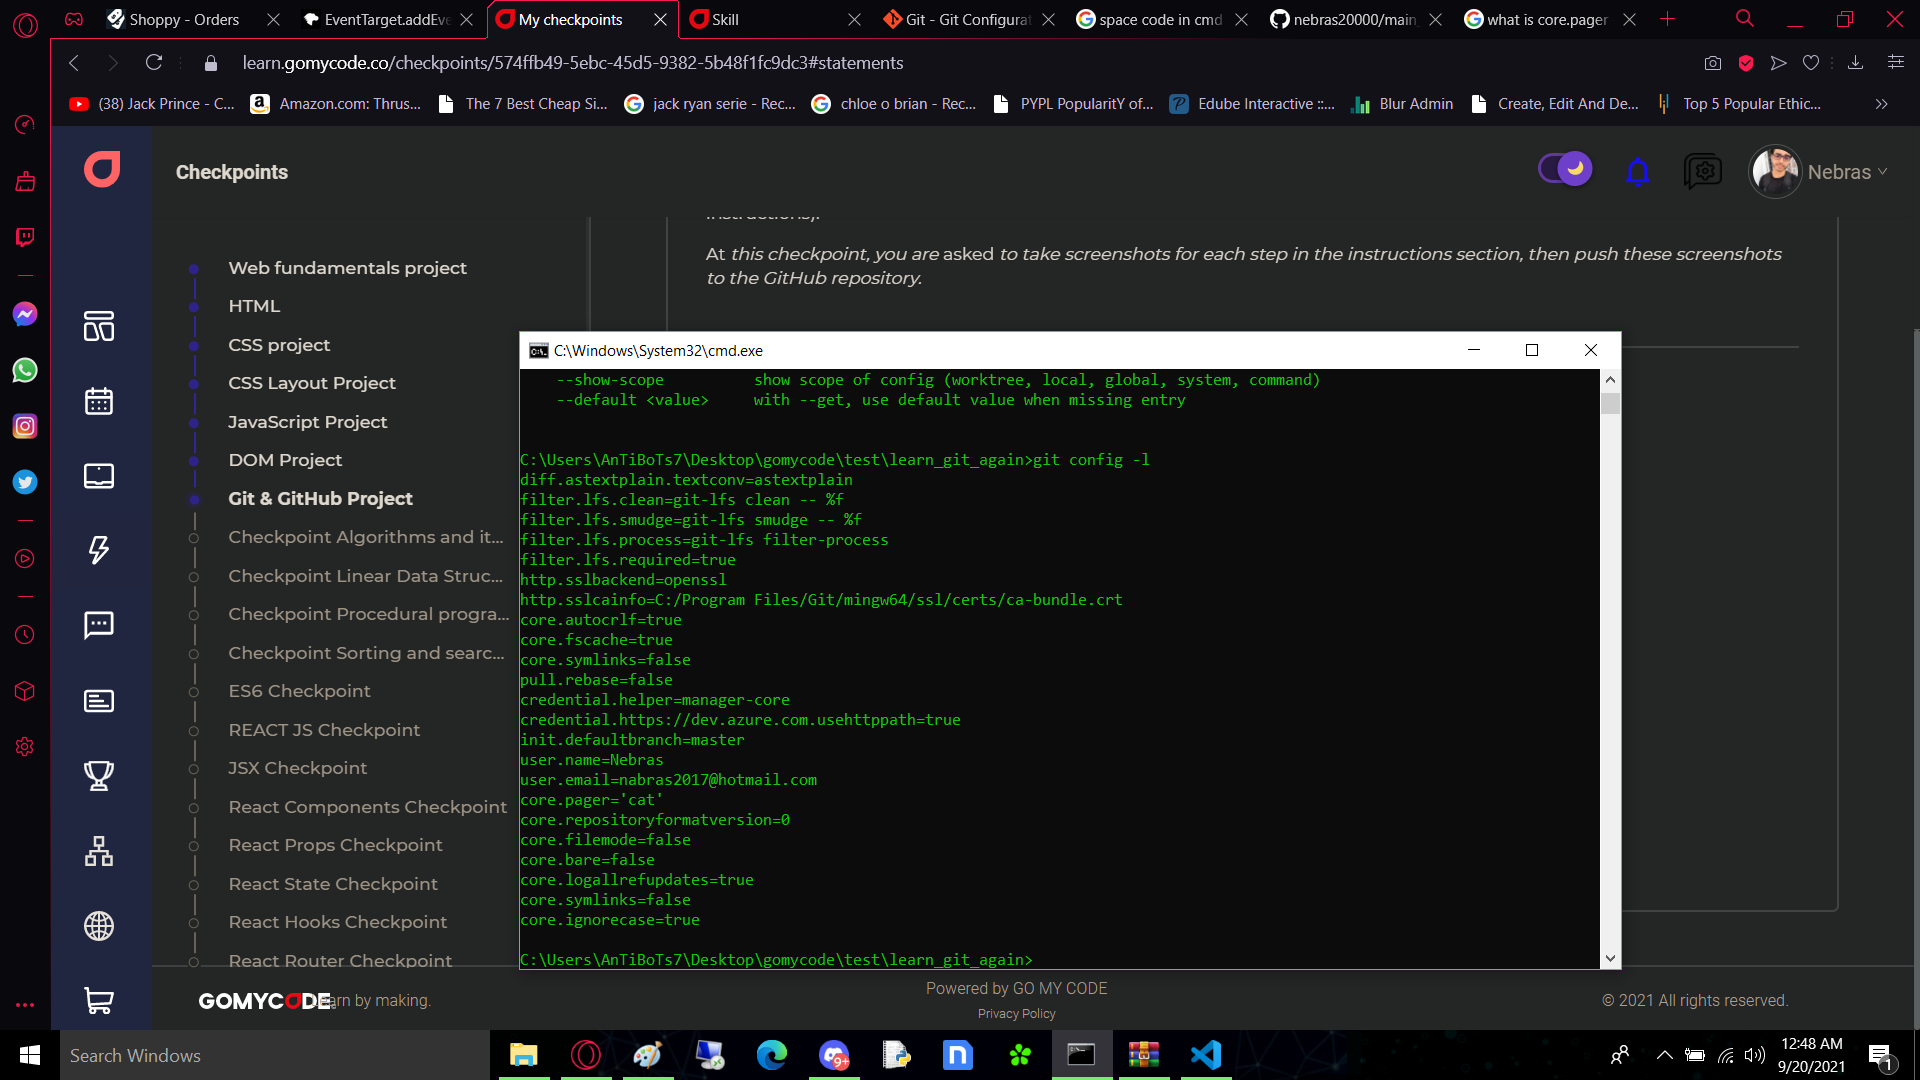 Shoppy - Orders
EventTarget.addEve
My checkpoints
Skill
Git - Git Configurat
space code in cmd
nebras20000/main_
what is core.pager
learn.gomycode.co/checkpoints/574ffb49-5ebc-45d5-9382-5b48f1fc9dc3#statements
(38) Jack Prince - C...
Amazon.com: Thrus...
The 7 Best Cheap Si...
jack ryan serie - Rec...
chloe o brian - Rec...
PYPL PopularitY of...
Edube Interactive ::...
Blur Admin
Create, Edit And De...
Top 5 Popular Ethic...
Checkpoints
Nebras
instructions).
At this checkpoint, you are asked to take screenshots for each step in the instructions section, then push these screenshots
to the GitHub repository.
Web fundamentals project
HTML
CSS project
CSS Layout Project
JavaScript Project
DOM Project
Git & GitHub Project
Checkpoint Algorithms and it...
Checkpoint Linear Data Struc...
Checkpoint Procedural progra...
Checkpoint Sorting and searc...
ES6 Checkpoint
REACT JS Checkpoint
JSX Checkpoint
React Components Checkpoint
React Props Checkpoint
React State Checkpoint
React Hooks Checkpoint
React Router Checkpoint
C:\Windows\System32\cmd.exe
--show-scope          show scope of config (worktree, local, global, system, command)
--default <value>     with --get, use default value when missing entry
C:\Users\AnTiBoTs7\Desktop\gomycode\test\learn_git_again>git config -l
diff.astextplain.textconv=astextplain
filter.lfs.clean=git-lfs clean -- %f
filter.lfs.smudge=git-lfs smudge -- %f
filter.lfs.process=git-lfs filter-process
filter.lfs.required=true
http.sslbackend=openssl
http.sslcainfo=C:/Program Files/Git/mingw64/ssl/certs/ca-bundle.crt
core.autocrlf=true
core.fscache=true
core.symlinks=false
pull.rebase=false
credential.helper=manager-core
credential.https://dev.azure.com.usehttppath=true
init.defaultbranch=master
user.name=Nebras
user.email=nabras2017@hotmail.com
core.pager='cat'
core.repositoryformatversion=0
core.filemode=false
core.bare=false
core.logallrefupdates=true
core.symlinks=false
core.ignorecase=true
C:\Users\AnTiBoTs7\Desktop\gomycode\test\learn_git_again>
GOMYCODE
Learn by making.
Powered by GO MY CODE
Privacy Policy
© 2021 All rights reserved.
Search Windows
9+
12:48 AM
9/20/2021
1